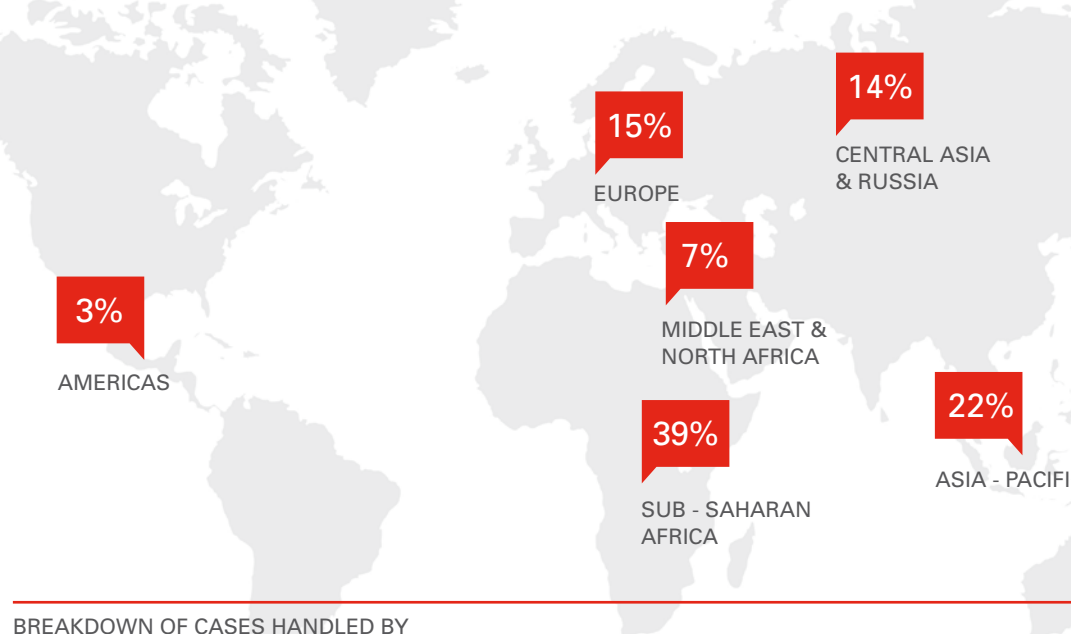 14%
CENTRAL ASIA
& RUSSIA
15%
EUROPE
7%
MIDDLE EAST &
NORTH AFRICA
3%
AMERICAS
22%
ASIA - PACIFI
39%
SUB - SAHARAN
AFRICA
BREAKDOWN OF CASES HANDLED BY